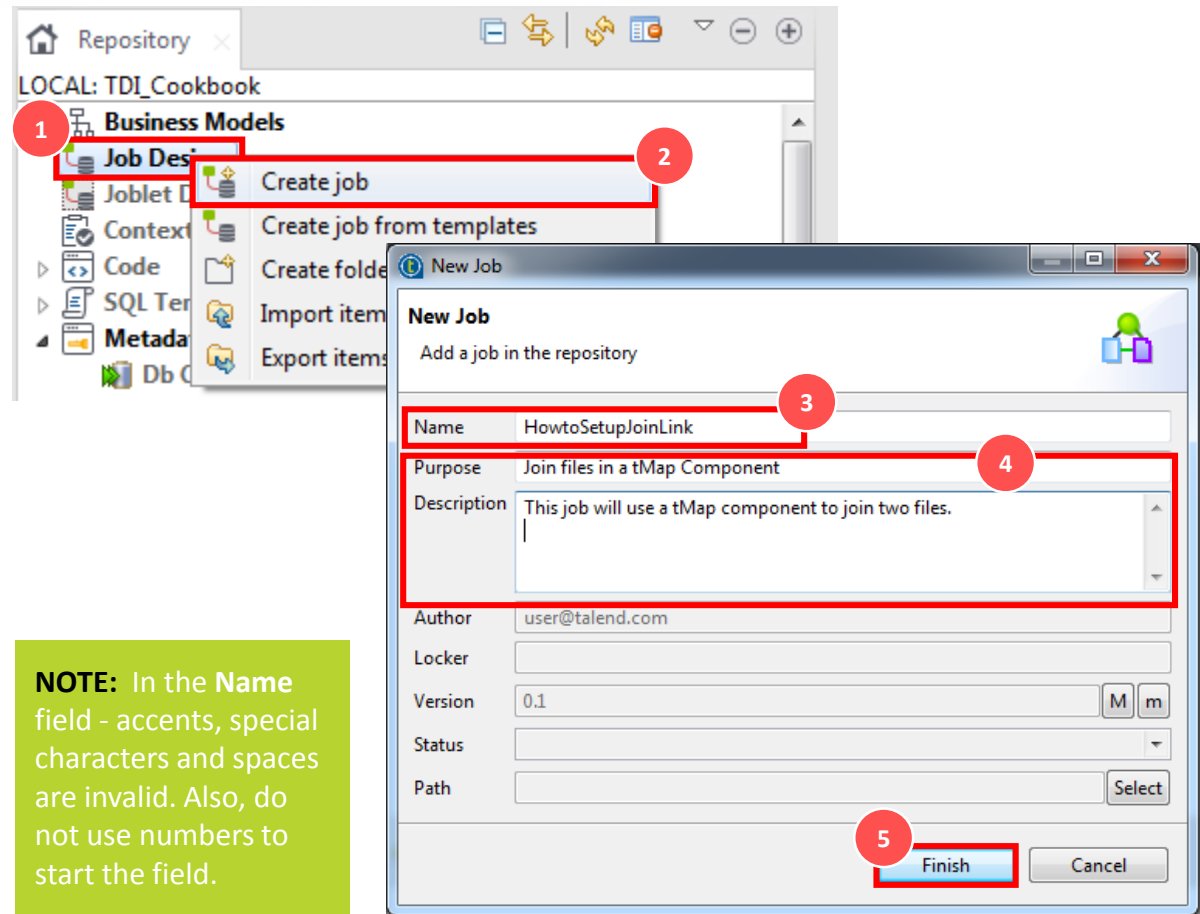 Repository
LOCAL: TDI_Cookbook
1
Business Models
Job Desi
2
Create job
Joblet D
Create job from templates
Context
Code
Create folde
SQL Ter
Import item
Metada
Export items
Db C
New Job
New Job
Add a job in the repository
3
Name HowtoSetupJoinLink
4
Purpose Join files in a tMap Component
Description This job will use a tMap component to join two files.
Author user@talend.com
Locker
Version 0.1 M m
Status
Path Select
5
Finish Cancel
NOTE: In the Name
field - accents, special
characters and spaces
are invalid. Also, do
not use numbers to
start the field.